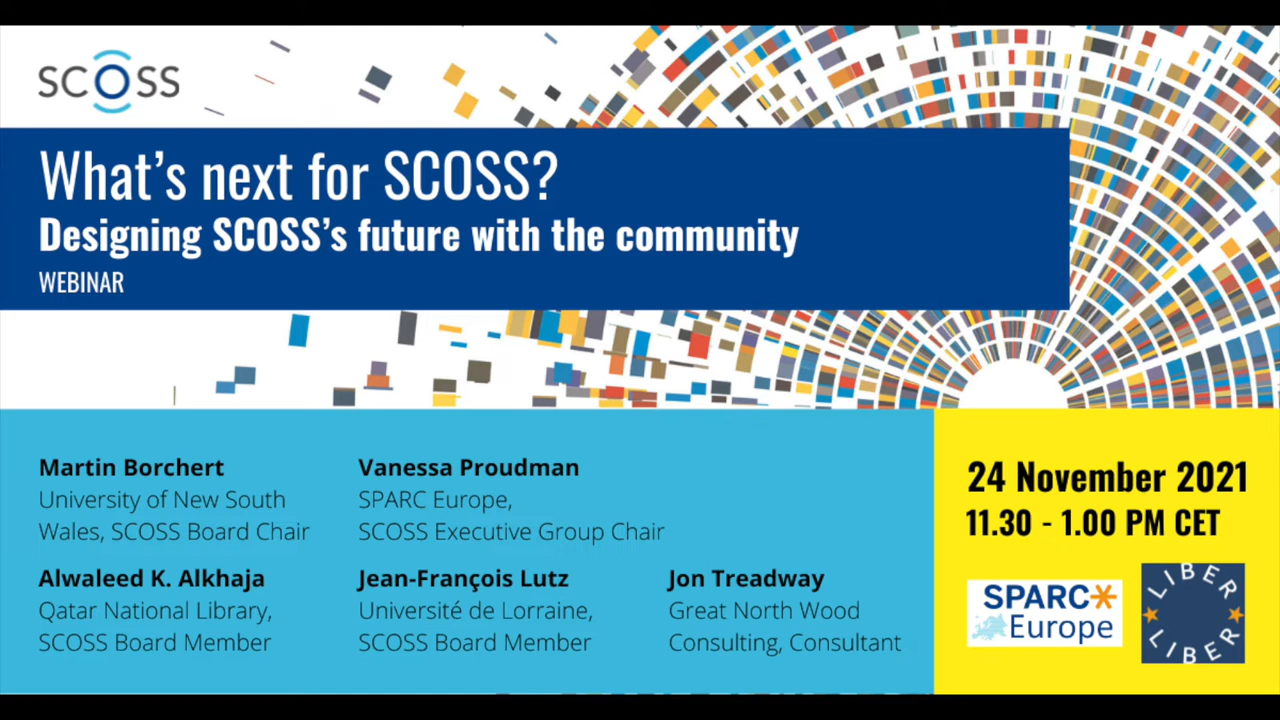 SCOSS
What's next for SCOSS?
Designing SCOSS's future with the community
WEBINAR
Martin Borchert
University of New South
Wales, SCOSS Board Chair
Vanessa Proudman
SPARC Europe,
SCOSS Executive Group Chair
Alwaleed K. Alkhaja
Qatar National Library,
SCOSS Board Member
Jean-François Lutz
Université de Lorraine,
SCOSS Board Member
Jon Treadway
Great North Wood
Consulting, Consultant
24 November 2021
11.30 - 1.00 PM CET
SPARC
Europe
LIBER
LIBER